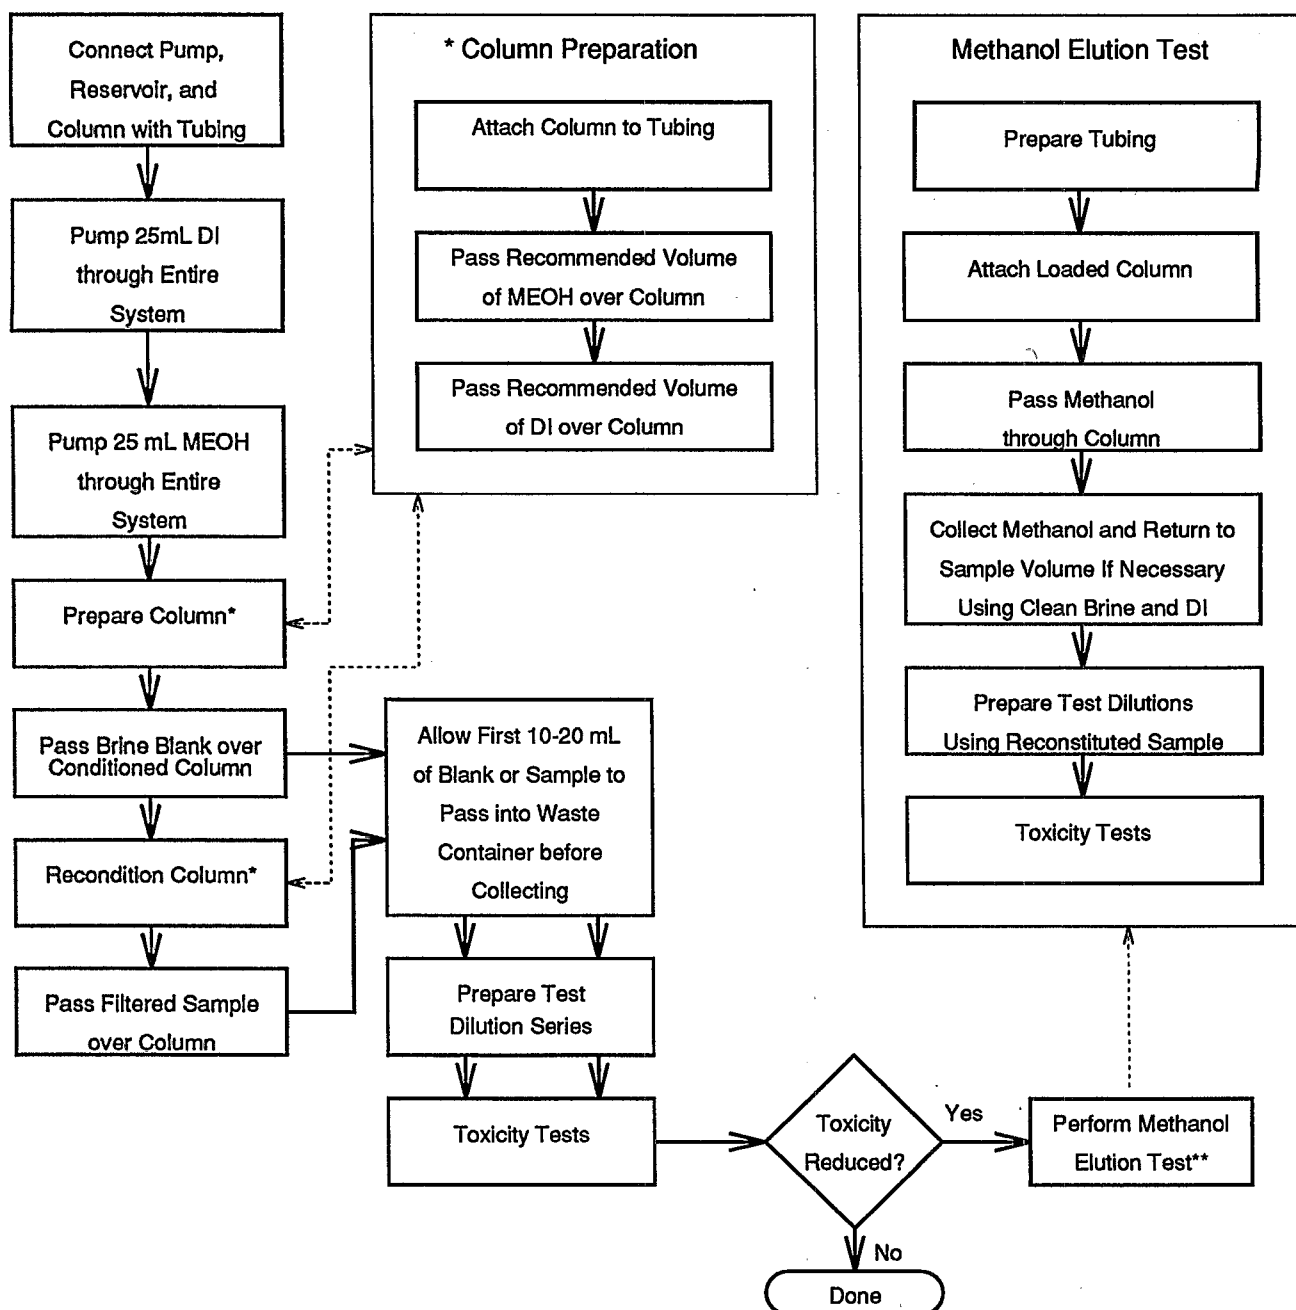 Connect Pump,
Reservoir, and
Column with Tubing
Pump 25mL DI
through Entire
System
Pump 25 mL MEOH
through Entire
System
Prepare Column*
Pass Brine Blank over
Conditioned Column
Recondition Column*
Pass Filtered Sample
over Column
* Column Preparation
Attach Column to Tubing
Pass Recommended Volume
of MEOH over Column
Pass Recommended Volume
of DI over Column
Allow First 10-20 mL
of Blank or Sample to
Pass into Waste
Container before
Collecting
Prepare Test
Dilution Series
Toxicity Tests
Toxicity
Reduced?
Yes
No
Done
Perform Methanol
Elution Test**
Methanol Elution Test
Prepare Tubing
Attach Loaded Column
Pass Methanol
through Column
Collect Methanol and Return to
Sample Volume If Necessary
Using Clean Brine and DI
Prepare Test Dilutions
Using Reconstituted Sample
Toxicity Tests